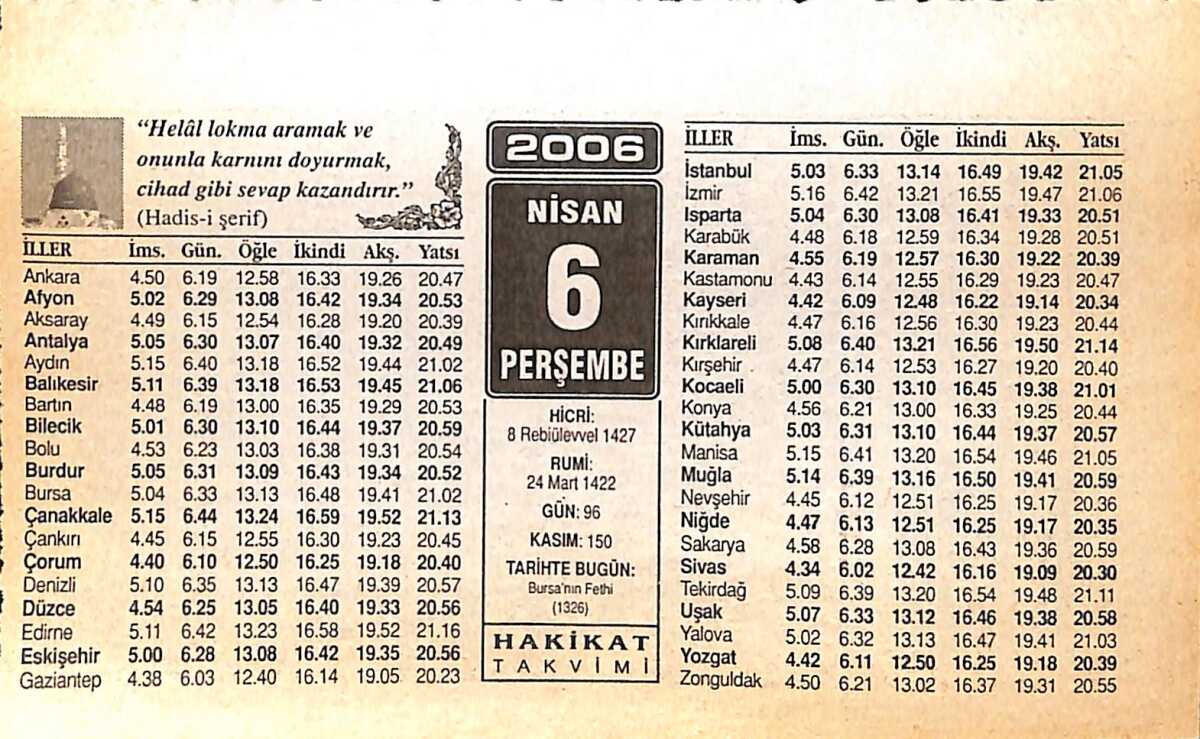 “Helâl lokma aramak ve
onunla karnını doyurmak,
cihad gibi sevap kazandırır.”
(Hadis-i şerif)
İLLER İms. Gün. Öğle İkindi Akş. Yatsı
Ankara 4.50 6.19 12.58 16.33 19.26 20.47
Afyon 5.02 6.29 13.08 16.42 19.34 20.53
Aksaray 4.49 6.15 12.54 16.28 19.20 20.39
Antalya 5.05 6.30 13.07 16.40 19.32 20.49
Aydın 5.15 6.40 13.18 16.52 19.44 21.02
Balıkesir 5.11 6.39 13.18 16.53 19.45 21.06
Bartın 4.48 6.19 13.00 16.35 19.29 20.53
Bilecik 5.01 6.30 13.10 16.44 19.37 20.59
Bolu 4.53 6.23 13.03 16.38 19.31 20.54
Burdur 5.05 6.31 13.09 16.43 19.34 20.52
Bursa 5.04 6.33 13.13 16.48 19.41 21.02
Çanakkale 5.15 6.44 13.24 16.59 19.52 21.13
Çankırı 4.45 6.15 12.55 16.30 19.23 20.45
Çorum 4.40 6.10 12.50 16.25 19.18 20.40
Denizli 5.10 6.35 13.13 16.47 19.39 20.57
Düzce 4.54 6.25 13.05 16.40 19.33 20.56
Edirne 5.11 6.42 13.23 16.58 19.52 21.16
Eskişehir 5.00 6.28 13.08 16.42 19.35 20.56
Gaziantep 4.38 6.03 12.40 16.14 19.05 20.23
2006
NİSAN
6
PERŞEMBE
HİCRİ:
8 Rebiülevvel 1427
RUMİ:
24 Mart 1422
GÜN: 96
KASIM: 150
TARİHTE BUGÜN:
Bursa'nın Fethi
(1326)
HAKİKAT
TAKVİMİ
İLLER İms. Gün. Öğle İkindi Akş. Yatsı
İstanbul 5.03 6.33 13.14 16.49 19.42 21.05
İzmir 5.16 6.42 13.21 16.55 19.47 21.06
Isparta 5.04 6.30 13.08 16.41 19.33 20.51
Karabük 4.48 6.18 12.59 16.34 19.28 20.51
Karaman 4.55 6.19 12.57 16.30 19.22 20.39
Kastamonu 4.43 6.14 12.55 16.29 19.23 20.47
Kayseri 4.42 6.09 12.48 16.22 19.14 20.34
Kırıkkale 4.47 6.16 12.56 16.30 19.23 20.44
Kırklareli 5.08 6.40 13.21 16.56 19.50 21.14
Kırşehir 4.47 6.14 12.53 16.27 19.20 20.40
Kocaeli 5.00 6.30 13.10 16.45 19.38 21.01
Konya 4.56 6.21 13.00 16.33 19.25 20.44
Kütahya 5.03 6.31 13.10 16.44 19.37 20.57
Manisa 5.15 6.41 13.20 16.54 19.46 21.05
Muğla 5.14 6.39 13.16 16.50 19.41 20.59
Nevşehir 4.45 6.12 12.51 16.25 19.17 20.36
Niğde 4.47 6.13 12.51 16.25 19.17 20.35
Sakarya 4.58 6.28 13.08 16.43 19.36 20.59
Sivas 4.34 6.02 12.42 16.16 19.09 20.30
Tekirdağ 5.09 6.39 13.20 16.54 19.48 21.11
Uşak 5.07 6.33 13.12 16.46 19.38 20.58
Yalova 5.02 6.32 13.13 16.47 19.41 21.03
Yozgat 4.42 6.11 12.50 16.25 19.18 20.39
Zonguldak 4.50 6.21 13.02 16.37 19.31 20.55